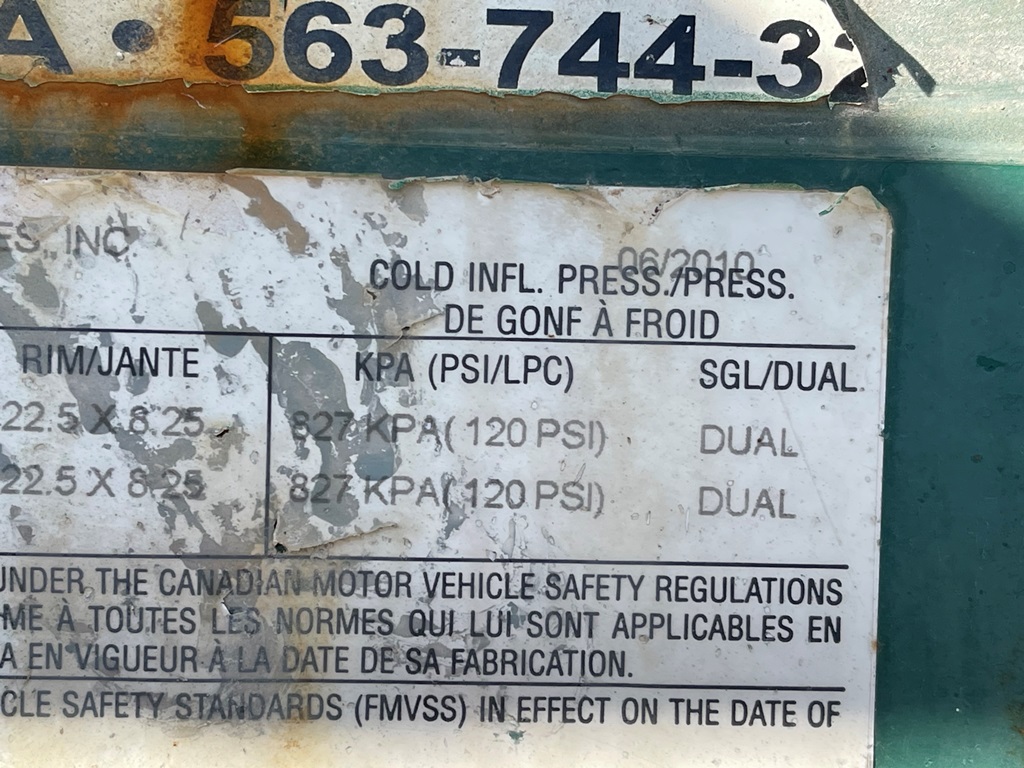 A • 563-744-3
ES, INC
06/2010
COLD INFL. PRESS./PRESS.
DE GONF À FROID
RIM/JANTE KPA (PSI/LPC) SGL/DUAL
22.5 X 8.25 827 KPA( 120 PSI) DUAL
22.5 X 8.25 827 KPA( 120 PSI) DUAL
UNDER THE CANADIAN MOTOR VEHICLE SAFETY REGULATIONS
ME À TOUTES LES NORMES QUI LUI SONT APPLICABLES EN
A EN VIGUEUR À LA DATE DE SA FABRICATION.
CLE SAFETY STANDARDS (FMVSS) IN EFFECT ON THE DATE OF